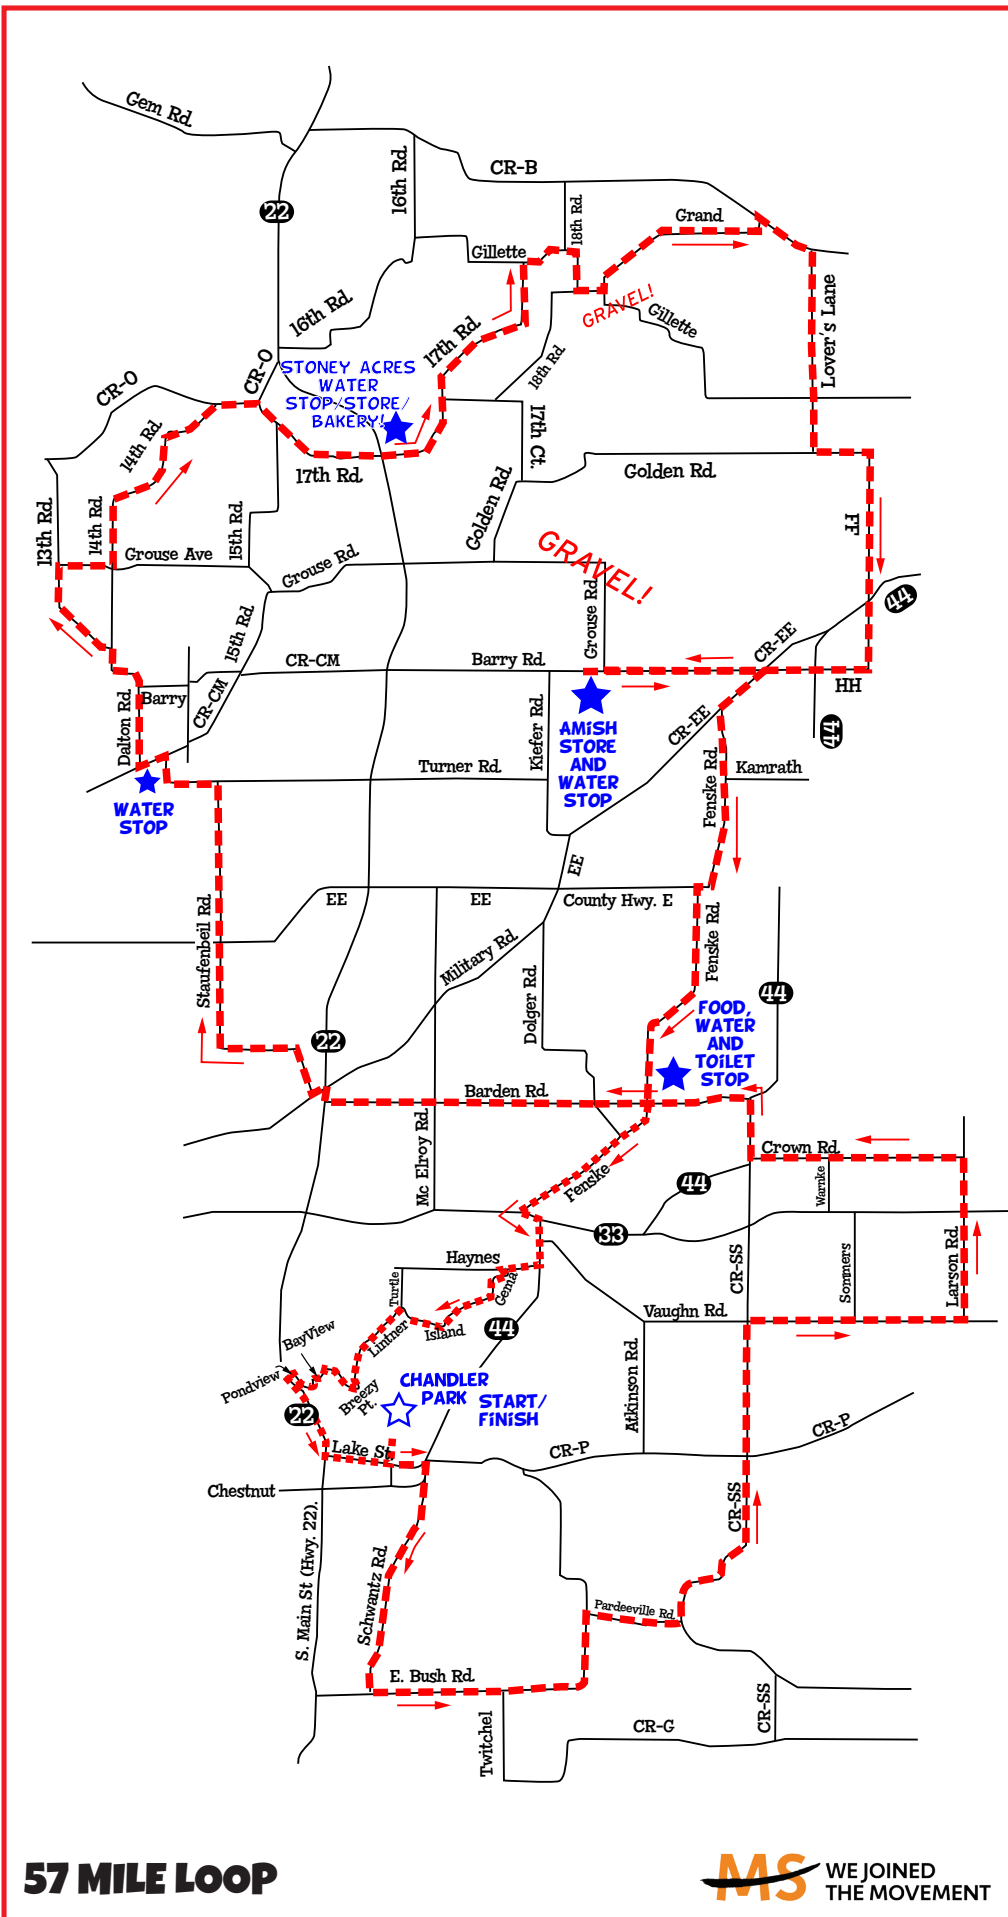 Gem Rd.
16th Rd.
CR-B
22
18th Rd.
Grand
Gillette
GRAVEL!
16th Rd.
Gillette
Lover's Lane
17th Rd.
CR-O
CR-O
STONEY ACRES
WATER
STOP/STORE/
BAKERY!
18th Rd.
14th Rd.
17th Ct.
17th Rd.
Golden Rd.
Golden Rd.
13th Rd.
14th Rd.
15th Rd.
FF
Grouse Ave
Grouse Rd.
GRAVEL!
Grouse Rd.
44
15th Rd.
CR-EE
CR-CM
Barry Rd.
HH
Dalton Rd.
Barry
CR-CM
Kiefer Rd.
AMISH
STORE
AND
WATER
STOP
CR-EE
44
Fenske Rd.
Turner Rd.
Kamrath
WATER
STOP
EE
EE
EE
County Hwy. E
Staufenbeil Rd.
Military Rd.
Fenske Rd.
Dolger Rd.
44
FOOD,
WATER
AND
TOILET
STOP
22
Barden Rd.
Mc Elroy Rd.
Crown Rd.
Fenske
44
Warnke
33
Haynes
Gema
CR-SS
Sommers
Larson Rd.
Turtle
Island
Lintner
44
Vaughn Rd.
BayView
Pondview
Breezy
Pt.
CHANDLER
PARK
START/
FINISH
Atkinson Rd.
22
Lake St.
CR-P
CR-P
Chestnut
CR-SS
S. Main St (Hwy. 22).
Schwantz Rd.
Pardeeville Rd.
E. Bush Rd.
Twitchel
CR-G
CR-SS
57 MILE LOOP
MS
WE JOINED
THE MOVEMENT